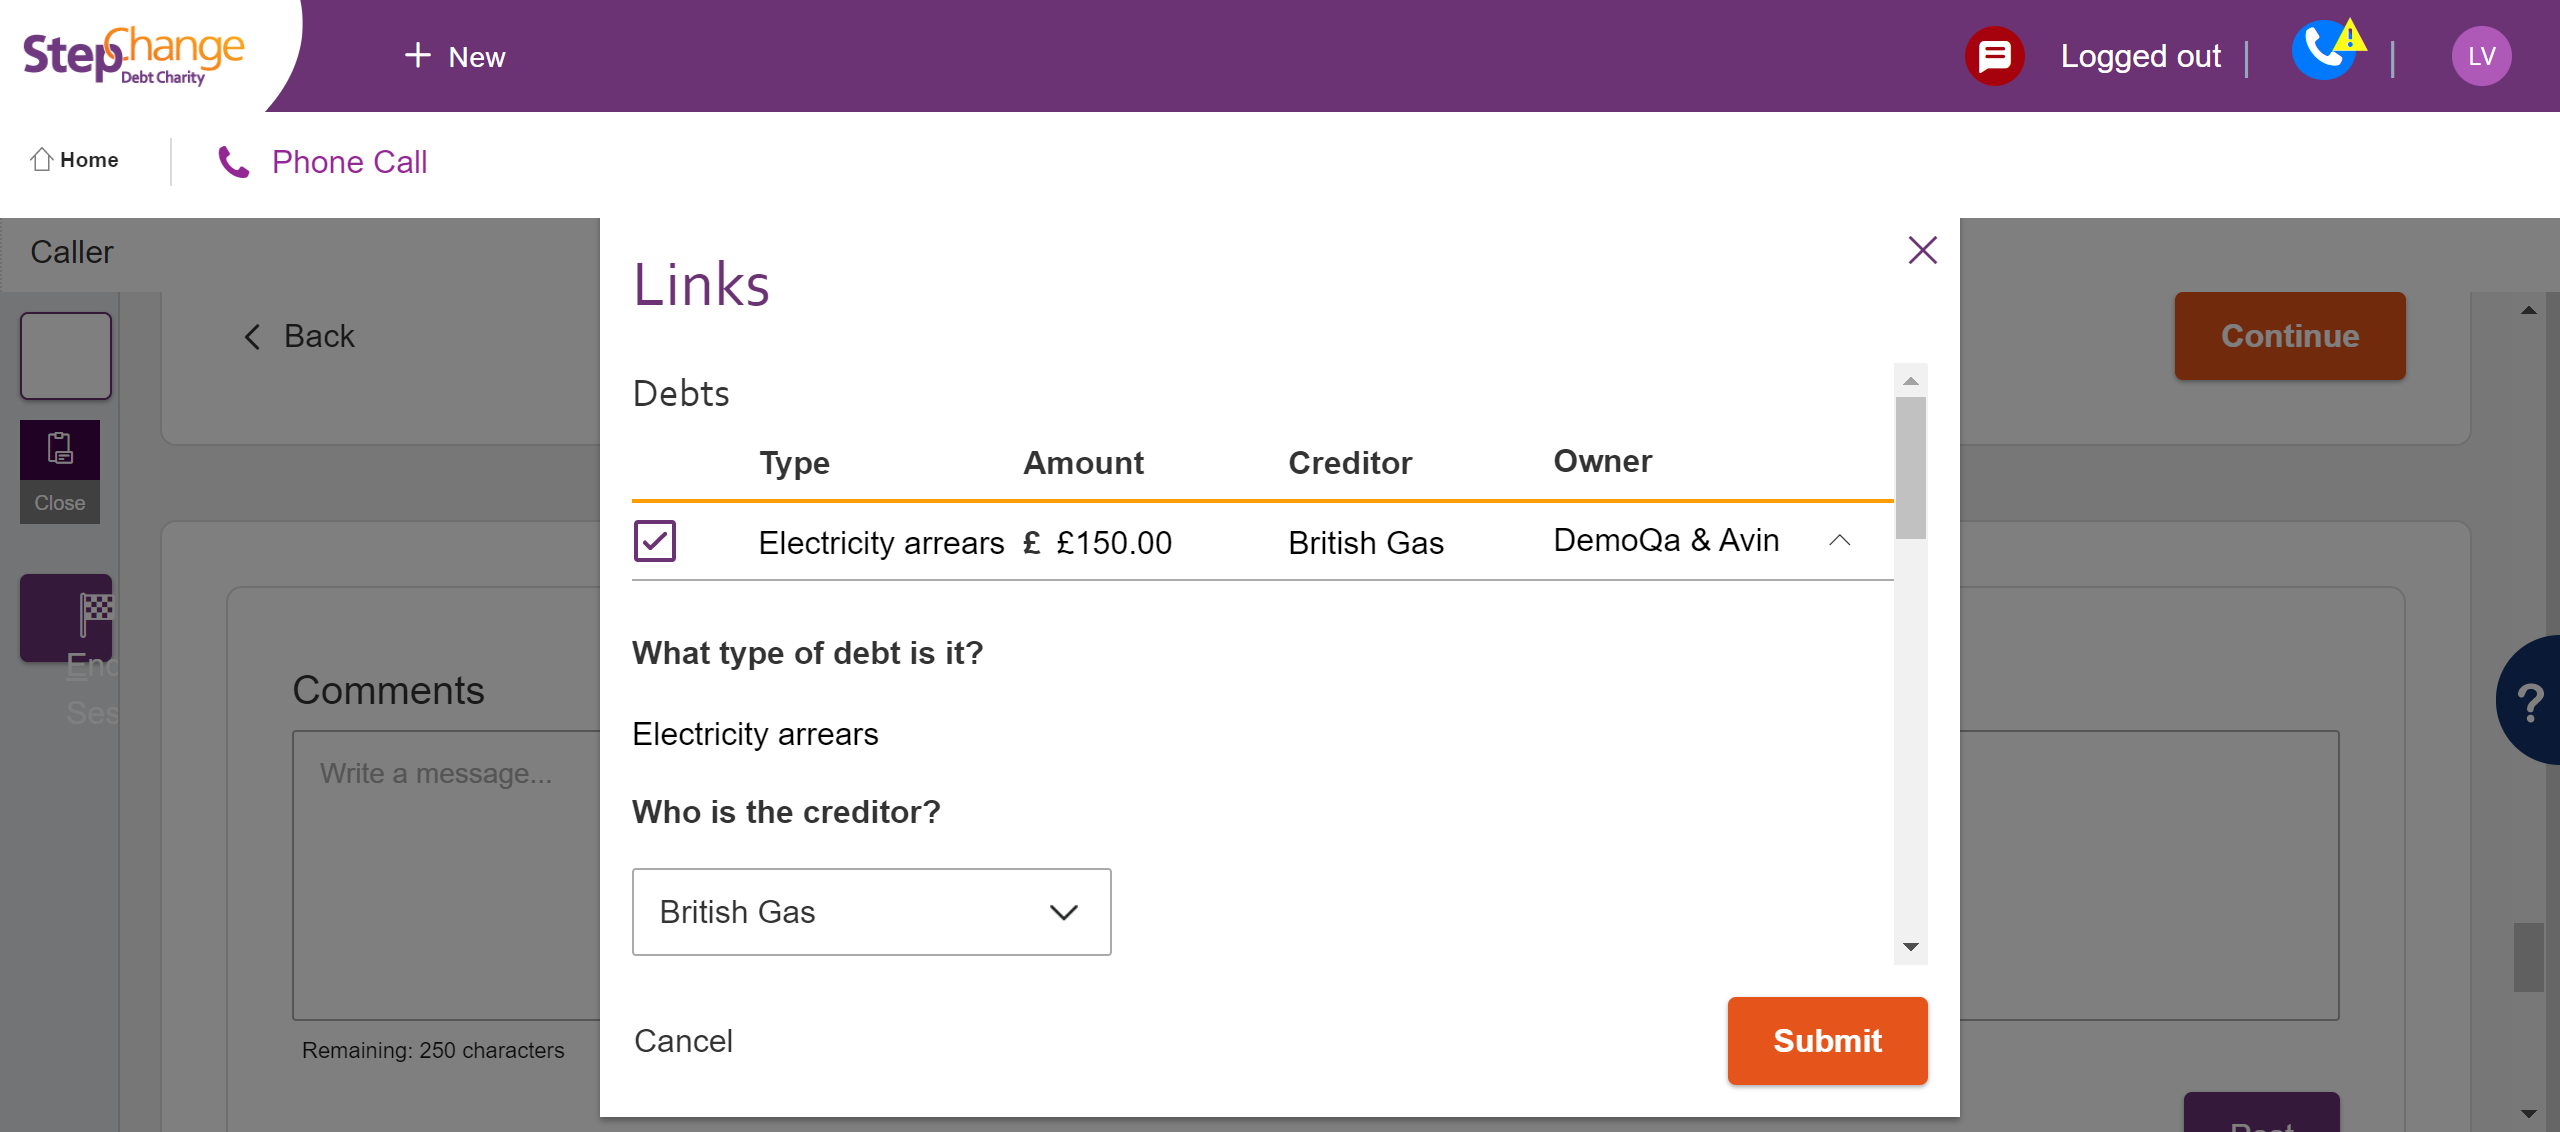 StepChange
Debt Charity
+ New
Logged out
LV
Home
Phone Call
Caller
Links
Back
Continue
Debts
Type Amount Creditor Owner
Close
Electricity arrears £ £150.00 British Gas DemoQa & Avin
What type of debt is it?
Comments
Electricity arrears
Write a message...
Who is the creditor?
British Gas
?
Cancel
Submit
Remaining: 250 characters